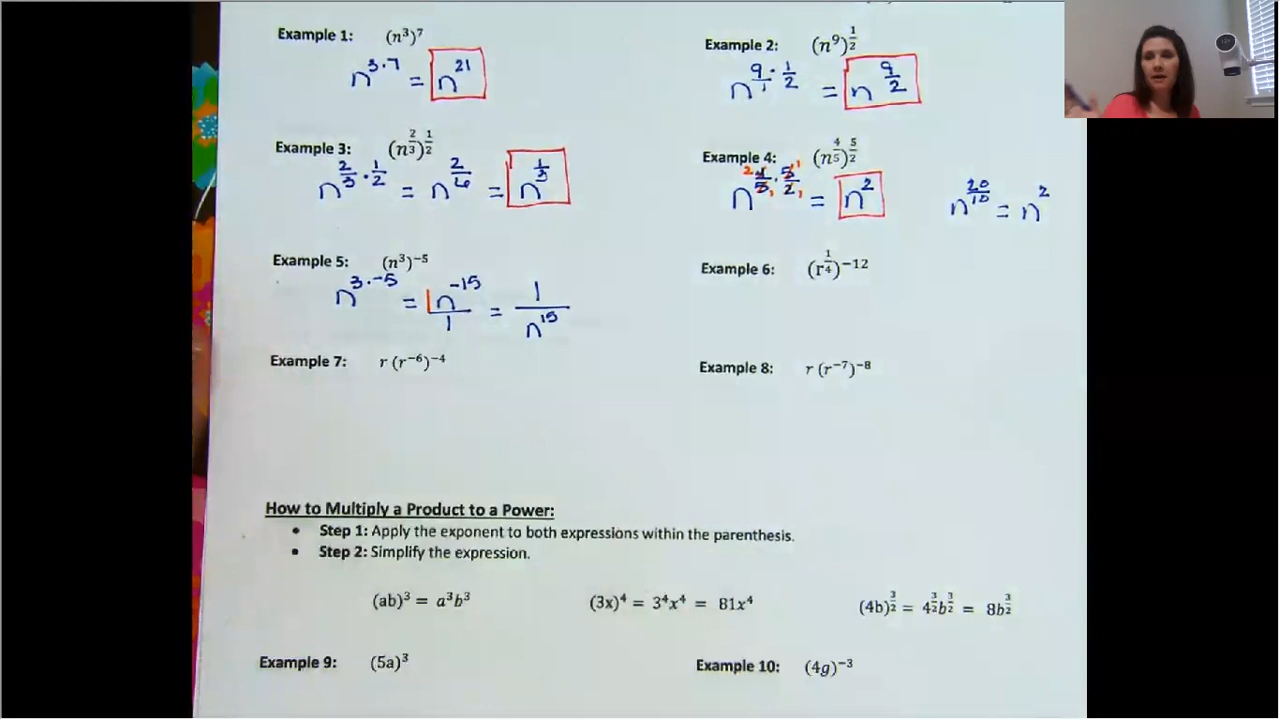 Example 1: (n³)⁷ Example 2: (n⁹)^(1/2)
n^(3·7) = n²¹ n^(9/1 · 1/2) = n^(9/2)
Example 3: (n^(2/3))^(1/2) Example 4: (n^(4/5))^(5/2)
n^(2/3 · 1/2) = n^(2/6) = n^(1/3) n^(4/5 · 5/2) = n² n^(20/10) = n²
Example 5: (n³)⁻⁵ Example 6: (r^(1/4))⁻¹²
n^(3·-5) = 1n⁻¹⁵/1 = 1/n¹⁵
Example 7: r (r⁻⁶)⁻⁴ Example 8: r (r⁻⁷)⁻⁸
How to Multiply a Product to a Power:
• Step 1: Apply the exponent to both expressions within the parenthesis.
• Step 2: Simplify the expression.
(ab)³ = a³b³ (3x)⁴ = 3⁴x⁴ = 81x⁴ (4b)^(3/2) = 4^(3/2)b^(3/2) = 8b^(3/2)
Example 9: (5a)³ Example 10: (4g)⁻³